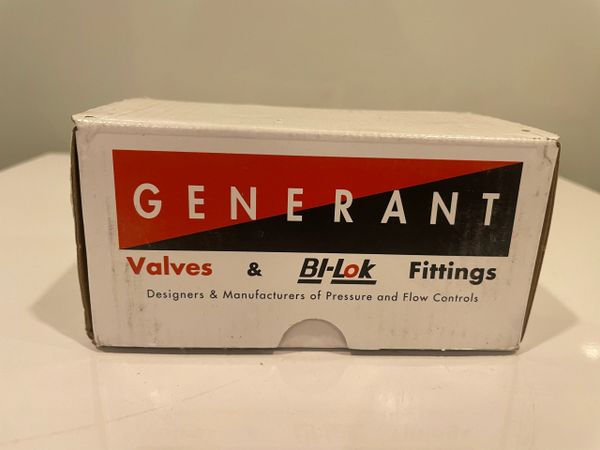 GENERANT
Valves & BI-LoK Fittings
Designers & Manufacturers of Pressure and Flow Controls